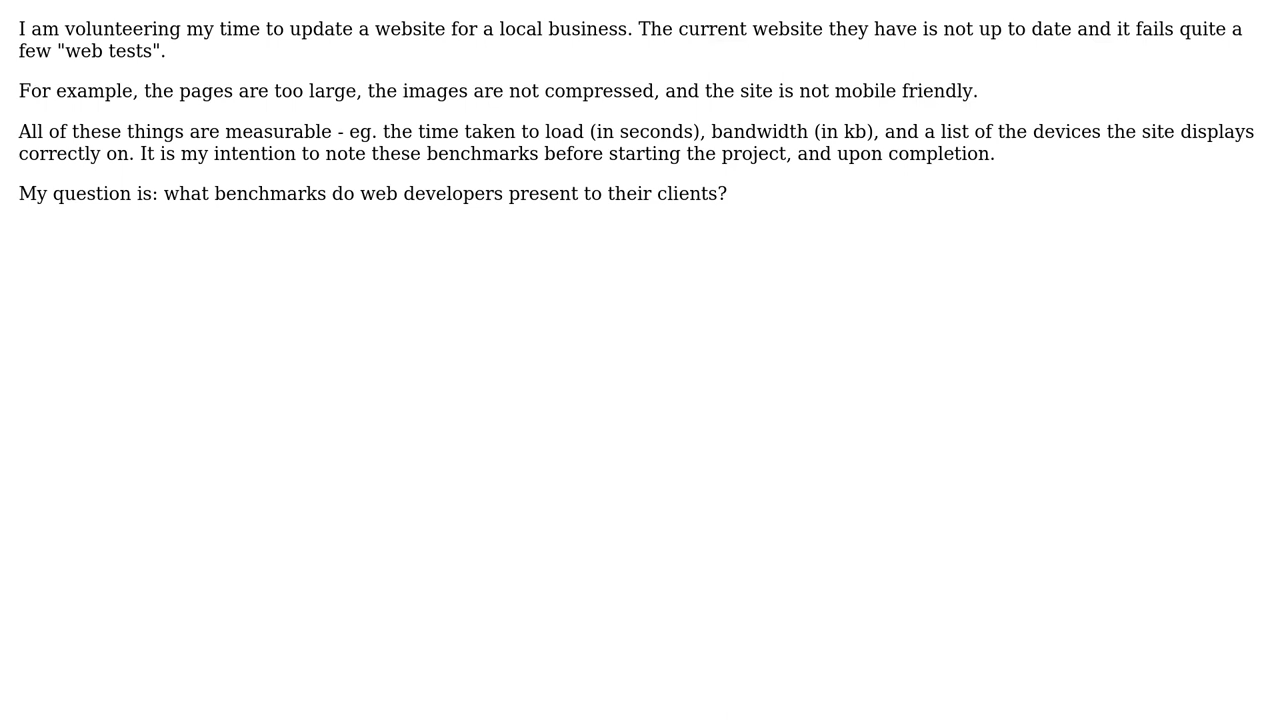 I am volunteering my time to update a website for a local business. The current website they have is not up to date and it fails quite a
few "web tests".
For example, the pages are too large, the images are not compressed, and the site is not mobile friendly.
All of these things are measurable - eg. the time taken to load (in seconds), bandwidth (in kb), and a list of the devices the site displays
correctly on. It is my intention to note these benchmarks before starting the project, and upon completion.
My question is: what benchmarks do web developers present to their clients?